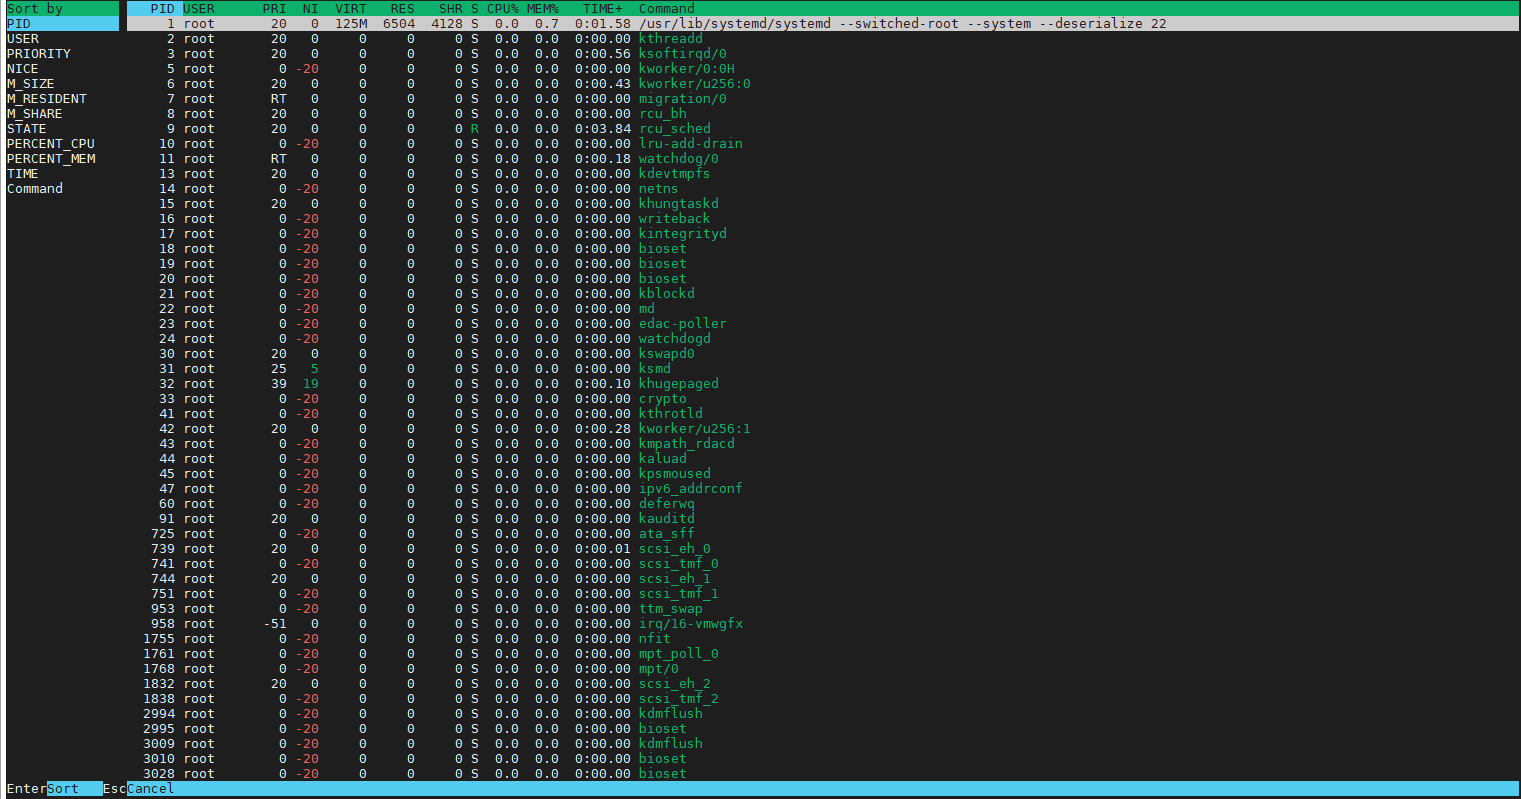 Sort by PID USER PRI NI VIRT RES SHR S CPU% MEM% TIME+ Command
PID 1 root 20 0 125M 6504 4128 S 0.0 0.7 0:01.58 /usr/lib/systemd/systemd --switched-root --system --deserialize 22
USER 2 root 20 0 0 0 0 S 0.0 0.0 0:00.00 kthreadd
PRIORITY 3 root 20 0 0 0 0 S 0.0 0.0 0:00.56 ksoftirqd/0
NICE 5 root 0 -20 0 0 0 S 0.0 0.0 0:00.00 kworker/0:0H
M_SIZE 6 root 20 0 0 0 0 S 0.0 0.0 0:00.43 kworker/u256:0
M_RESIDENT 7 root RT 0 0 0 0 S 0.0 0.0 0:00.00 migration/0
M_SHARE 8 root 20 0 0 0 0 S 0.0 0.0 0:00.00 rcu_bh
STATE 9 root 20 0 0 0 0 R 0.0 0.0 0:03.84 rcu_sched
PERCENT_CPU 10 root 0 -20 0 0 0 S 0.0 0.0 0:00.00 lru-add-drain
PERCENT_MEM 11 root RT 0 0 0 0 S 0.0 0.0 0:00.18 watchdog/0
TIME 13 root 20 0 0 0 0 S 0.0 0.0 0:00.00 kdevtmpfs
Command 14 root 0 -20 0 0 0 S 0.0 0.0 0:00.00 netns
15 root 20 0 0 0 0 S 0.0 0.0 0:00.00 khungtaskd
16 root 0 -20 0 0 0 S 0.0 0.0 0:00.00 writeback
17 root 0 -20 0 0 0 S 0.0 0.0 0:00.00 kintegrityd
18 root 0 -20 0 0 0 S 0.0 0.0 0:00.00 bioset
19 root 0 -20 0 0 0 S 0.0 0.0 0:00.00 bioset
20 root 0 -20 0 0 0 S 0.0 0.0 0:00.00 bioset
21 root 0 -20 0 0 0 S 0.0 0.0 0:00.00 kblockd
22 root 0 -20 0 0 0 S 0.0 0.0 0:00.00 md
23 root 0 -20 0 0 0 S 0.0 0.0 0:00.00 edac-poller
24 root 0 -20 0 0 0 S 0.0 0.0 0:00.00 watchdogd
30 root 20 0 0 0 0 S 0.0 0.0 0:00.00 kswapd0
31 root 25 5 0 0 0 S 0.0 0.0 0:00.00 ksmd
32 root 39 19 0 0 0 S 0.0 0.0 0:00.10 khugepaged
33 root 0 -20 0 0 0 S 0.0 0.0 0:00.00 crypto
41 root 0 -20 0 0 0 S 0.0 0.0 0:00.00 kthrotld
42 root 20 0 0 0 0 S 0.0 0.0 0:00.28 kworker/u256:1
43 root 0 -20 0 0 0 S 0.0 0.0 0:00.00 kmpath_rdacd
44 root 0 -20 0 0 0 S 0.0 0.0 0:00.00 kaluad
45 root 0 -20 0 0 0 S 0.0 0.0 0:00.00 kpsmoused
47 root 0 -20 0 0 0 S 0.0 0.0 0:00.00 ipv6_addrconf
60 root 0 -20 0 0 0 S 0.0 0.0 0:00.00 deferwq
91 root 20 0 0 0 0 S 0.0 0.0 0:00.00 kauditd
725 root 0 -20 0 0 0 S 0.0 0.0 0:00.00 ata_sff
739 root 20 0 0 0 0 S 0.0 0.0 0:00.01 scsi_eh_0
741 root 0 -20 0 0 0 S 0.0 0.0 0:00.00 scsi_tmf_0
744 root 20 0 0 0 0 S 0.0 0.0 0:00.00 scsi_eh_1
751 root 0 -20 0 0 0 S 0.0 0.0 0:00.00 scsi_tmf_1
953 root 0 -20 0 0 0 S 0.0 0.0 0:00.00 ttm_swap
958 root -51 0 0 0 0 S 0.0 0.0 0:00.00 irq/16-vmwgfx
1755 root 0 -20 0 0 0 S 0.0 0.0 0:00.00 nfit
1761 root 0 -20 0 0 0 S 0.0 0.0 0:00.00 mpt_poll_0
1768 root 0 -20 0 0 0 S 0.0 0.0 0:00.00 mpt/0
1832 root 20 0 0 0 0 S 0.0 0.0 0:00.00 scsi_eh_2
1838 root 0 -20 0 0 0 S 0.0 0.0 0:00.00 scsi_tmf_2
2994 root 0 -20 0 0 0 S 0.0 0.0 0:00.00 kdmflush
2995 root 0 -20 0 0 0 S 0.0 0.0 0:00.00 bioset
3009 root 0 -20 0 0 0 S 0.0 0.0 0:00.00 kdmflush
3010 root 0 -20 0 0 0 S 0.0 0.0 0:00.00 bioset
3028 root 0 -20 0 0 0 S 0.0 0.0 0:00.00 bioset
EnterSort EscCancel